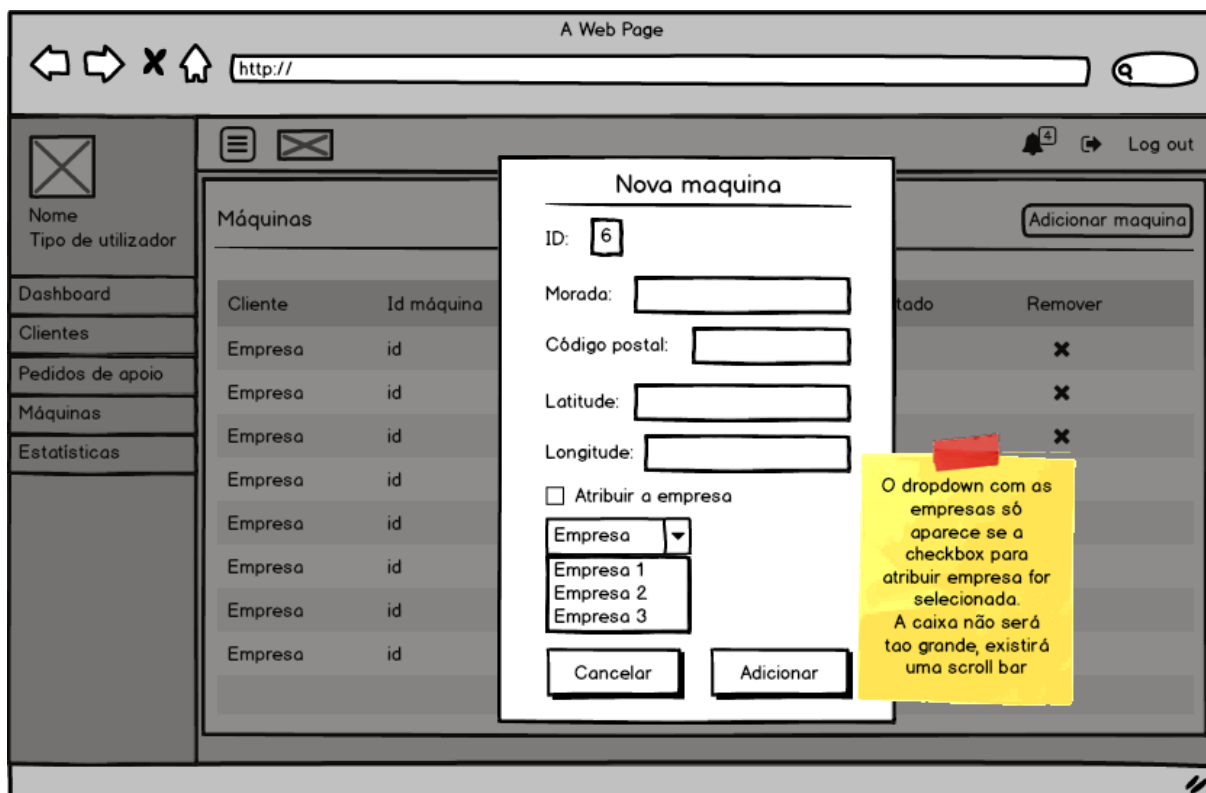 A Web Page
http://
4
Log out
Nome
Tipo de utilizador
Dashboard
Clientes
Pedidos de apoio
Máquinas
Estatísticas
Máquinas
Adicionar maquina
Cliente Id máquina tado Remover
Empresa id
Empresa id
Empresa id
Empresa id
Empresa id
Empresa id
Empresa id
Empresa id
Nova maquina
ID: 6
Morada:
Código postal:
Latitude:
Longitude:
Atribuir a empresa
Empresa
Empresa 1
Empresa 2
Empresa 3
Cancelar Adicionar
O dropdown com as
empresas só
aparece se a
checkbox para
atribuir empresa for
selecionada.
A caixa não será
tao grande, existirá
uma scroll bar